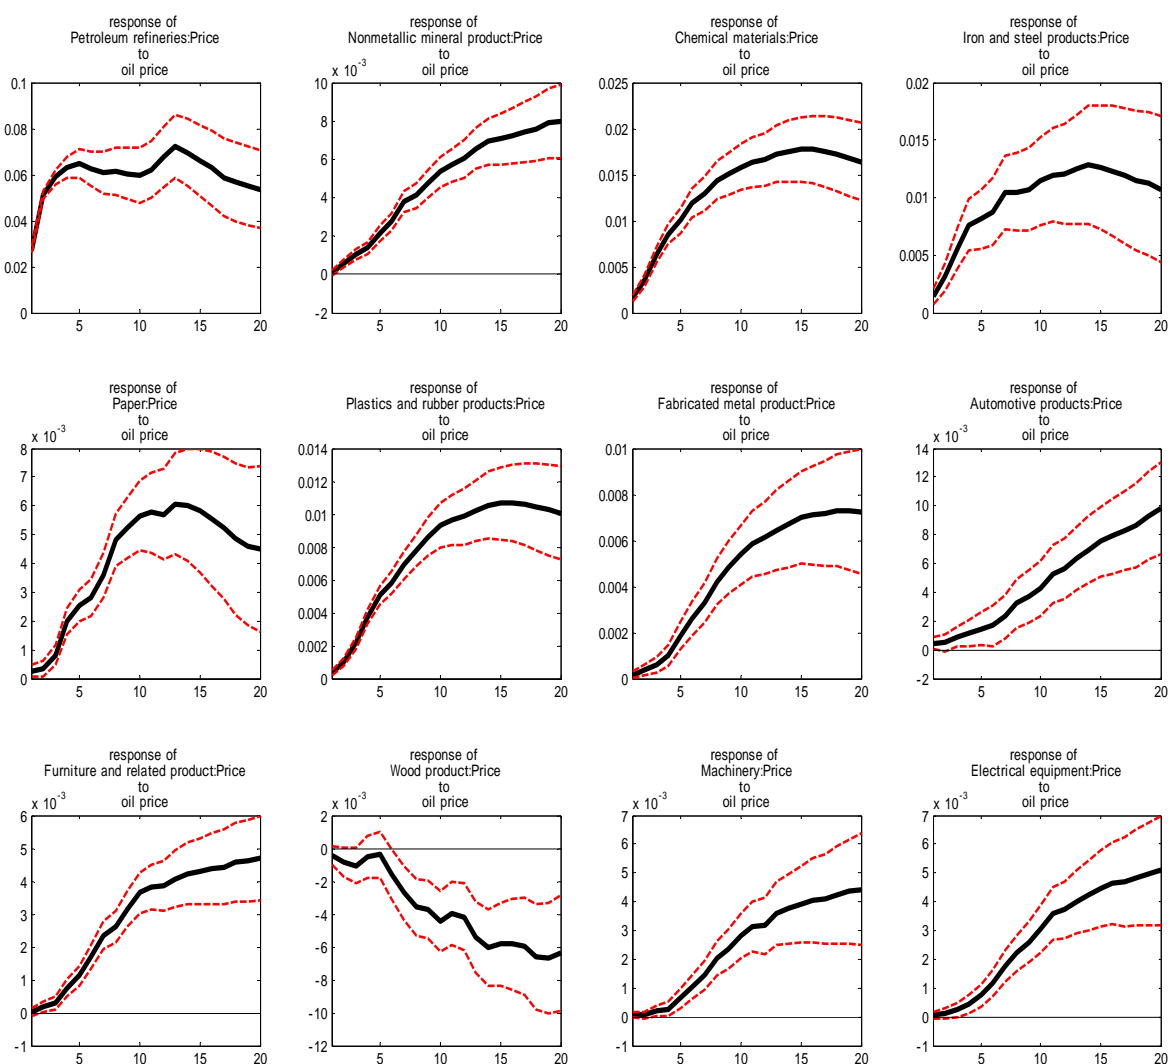 response of
Petroleum refineries:Price
to
oil price
0.1
0.08
0.06
0.04
0.02
0
5
10
15
20
response of
Nonmetallic mineral product:Price
to
oil price
x 10^-3
10
8
6
4
2
0
-2
5
10
15
20
response of
Chemical materials:Price
to
oil price
0.025
0.02
0.015
0.01
0.005
0
5
10
15
20
response of
Iron and steel products:Price
to
oil price
0.02
0.015
0.01
0.005
0
5
10
15
20
response of
Paper:Price
to
oil price
x 10^-3
8
7
6
5
4
3
2
1
0
5
10
15
20
response of
Plastics and rubber products:Price
to
oil price
0.014
0.012
0.01
0.008
0.006
0.004
0.002
0
5
10
15
20
response of
Fabricated metal product:Price
to
oil price
0.01
0.008
0.006
0.004
0.002
0
5
10
15
20
response of
Automotive products:Price
to
oil price
x 10^-3
14
12
10
8
6
4
2
0
-2
5
10
15
20
response of
Furniture and related product:Price
to
oil price
x 10^-3
6
5
4
3
2
1
0
-1
5
10
15
20
response of
Wood product:Price
to
oil price
x 10^-3
2
0
-2
-4
-6
-8
-10
-12
5
10
15
20
response of
Machinery:Price
to
oil price
x 10^-3
7
6
5
4
3
2
1
0
-1
5
10
15
20
response of
Electrical equipment:Price
to
oil price
x 10^-3
7
6
5
4
3
2
1
0
-1
5
10
15
20